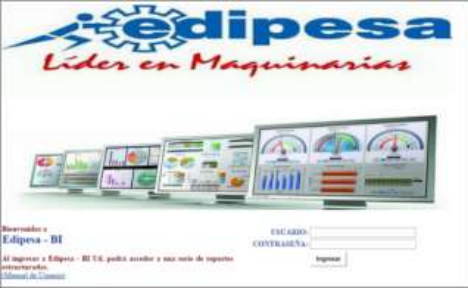 edipesa
Líder en Maquinarias
Bienvenidos a
Edipesa - BI
Al ingresar a Edipesa - BI Ud. podrá acceder a una serie de reportes
estructurados.
(Manual de Usuario)
USUARIO:
CONTRASEÑA:
Ingresar